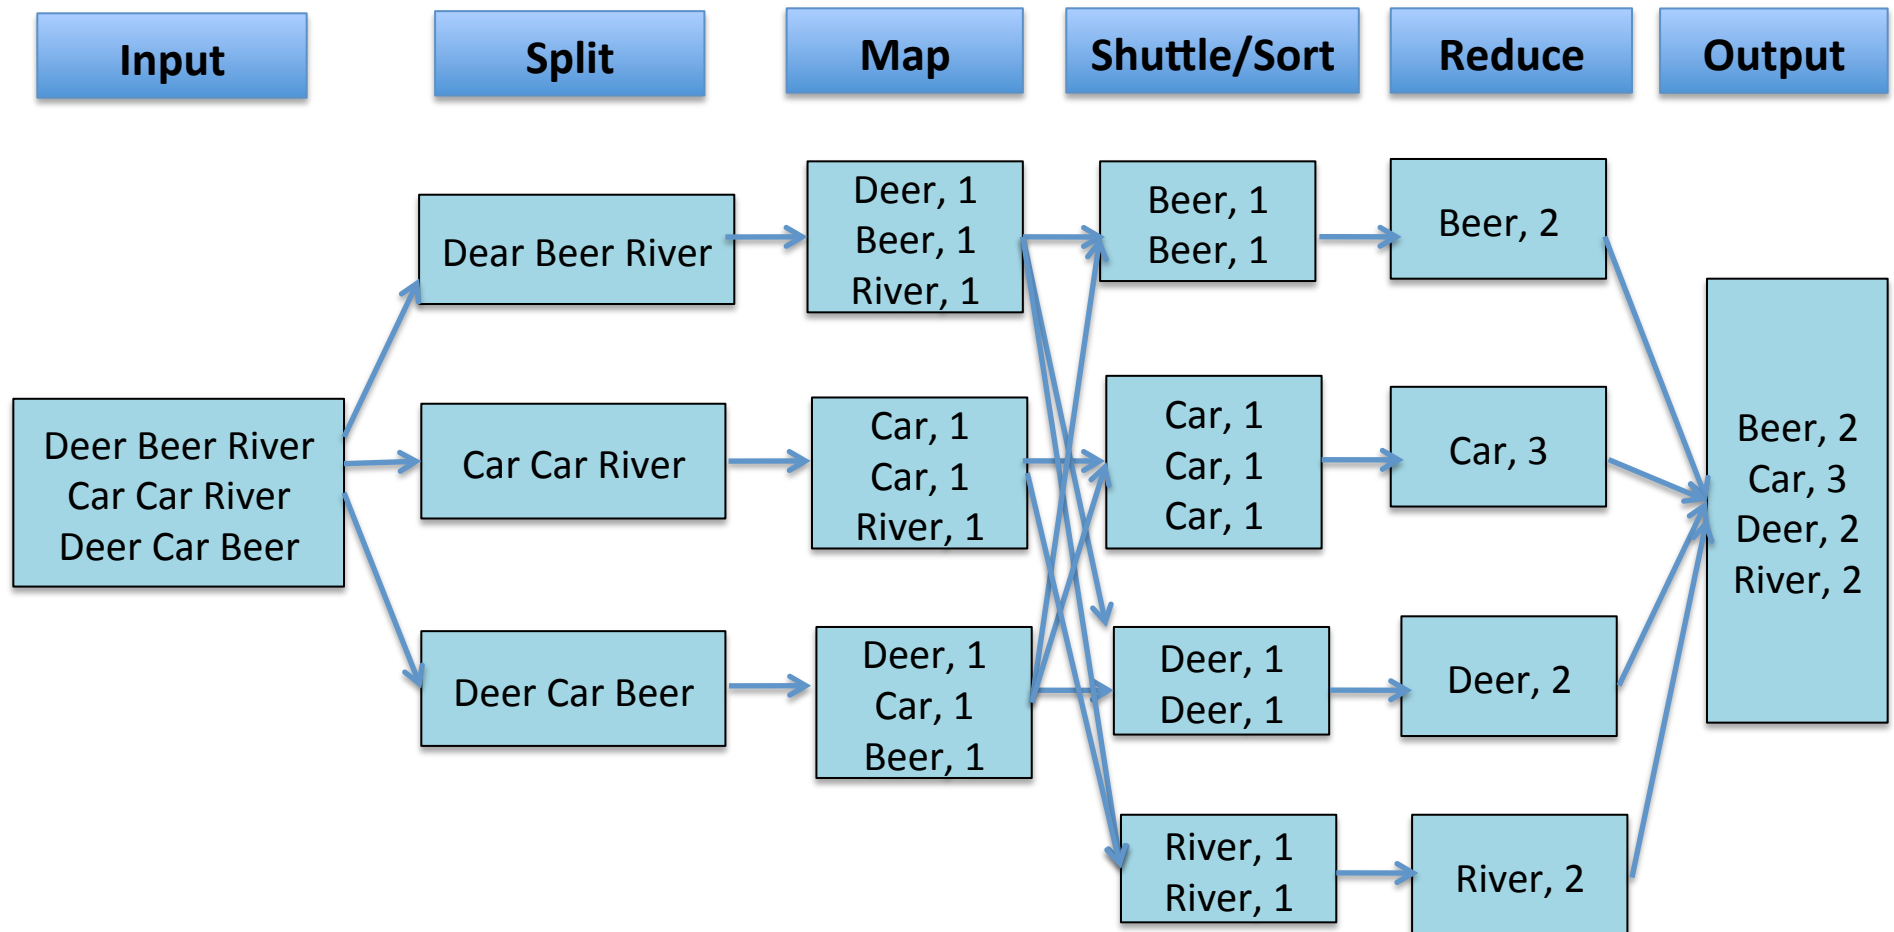 Input
Split
Map
Shuttle/Sort
Reduce
Output
Deer Beer River
Car Car River
Deer Car Beer
Dear Beer River
Car Car River
Deer Car Beer
Deer, 1
Beer, 1
River, 1
Car, 1
Car, 1
River, 1
Deer, 1
Car, 1
Beer, 1
Beer, 1
Beer, 1
Car, 1
Car, 1
Car, 1
Deer, 1
Deer, 1
River, 1
River, 1
Beer, 2
Car, 3
Deer, 2
River, 2
Beer, 2
Car, 3
Deer, 2
River, 2